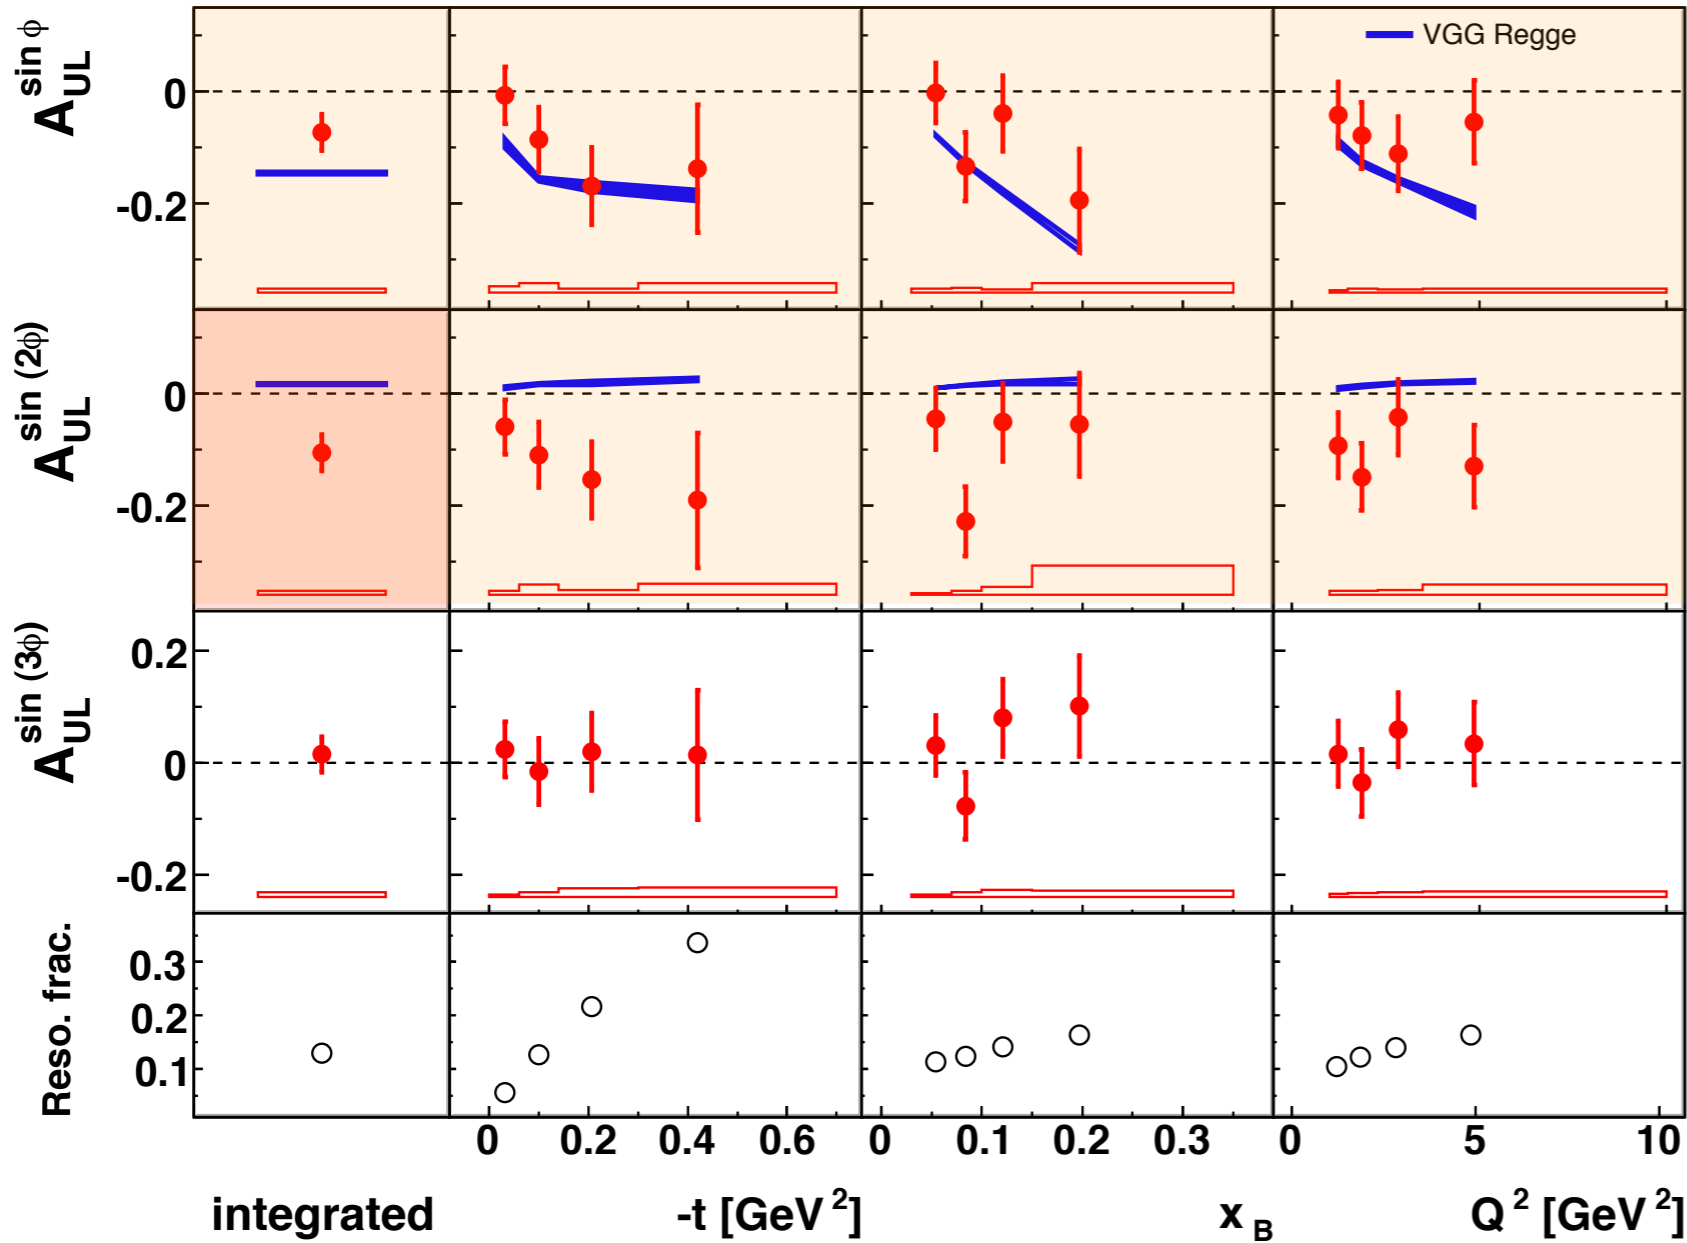 A_UL^sin ϕ
0
-0.2
VGG Regge
A_UL^sin (2ϕ)
0
-0.2
A_UL^sin (3ϕ)
0.2
0
-0.2
Reso. frac.
0.3
0.2
0.1
0 0.2 0.4 0.6 0 0.1 0.2 0.3 0 5 10
integrated -t [GeV²] x_B Q² [GeV²]